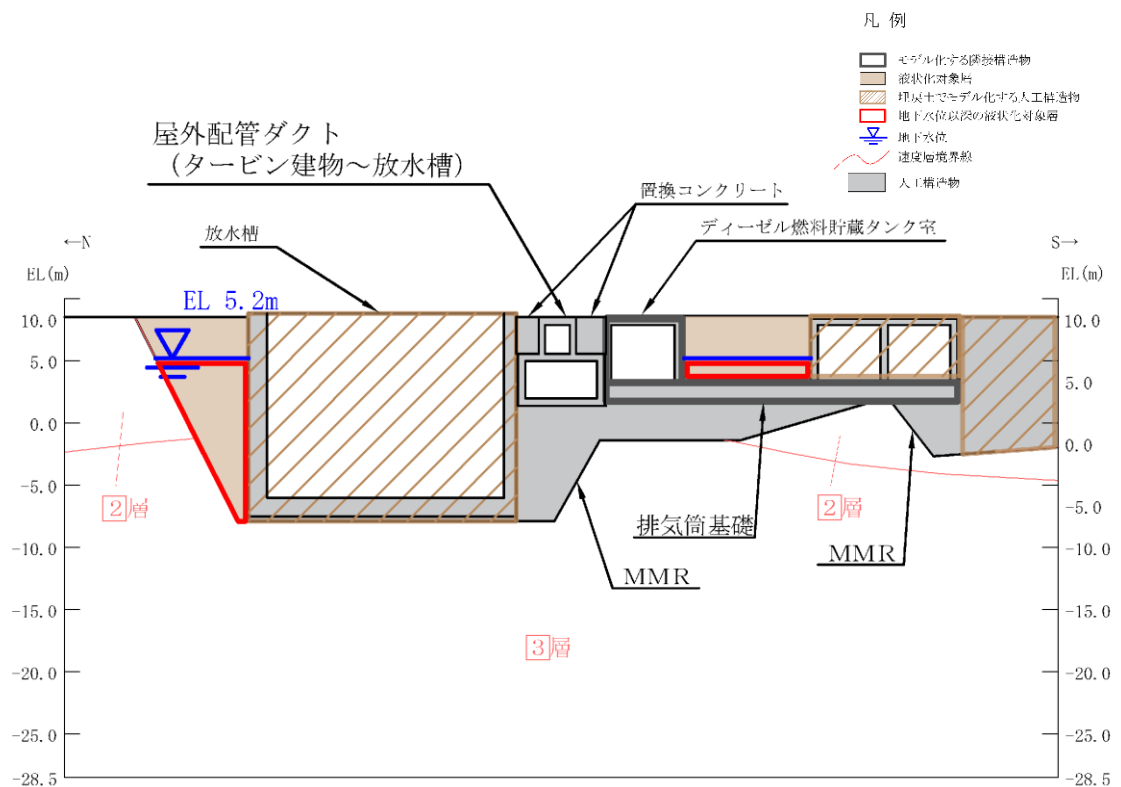 凡 例
モデル化する隣接構造物
液状化対象層
埋戻土でモデル化する人工構造物
地下水位以深の液状化対象層
地下水位
速度層境界線
人工構造物
屋外配管ダクト
(タービン建物～放水槽)
置換コンクリート
放水槽
ディーゼル燃料貯蔵タンク室
←N
S→
EL(m)
EL(m)
EL 5.2m
10.0
5.0
0.0
-5.0
-10.0
-15.0
-20.0
-25.0
-28.5
10.0
5.0
0.0
-5.0
-10.0
-15.0
-20.0
-25.0
-28.5
2層
2層
排気筒基礎
MMR
MMR
3層